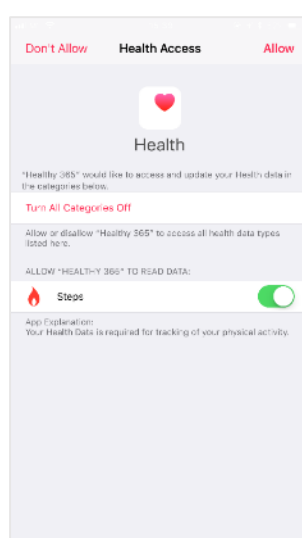 Don't Allow Health Access Allow
Health
"Healthy 365" would like to access and update your Health data in
the categories below.
Turn All Categories Off
Allow or disallow "Healthy 365" to access all health data types
listed here.
ALLOW "HEALTHY 365" TO READ DATA:
Steps
App Explanation:
Your Health Data is required for tracking of your physical activity.